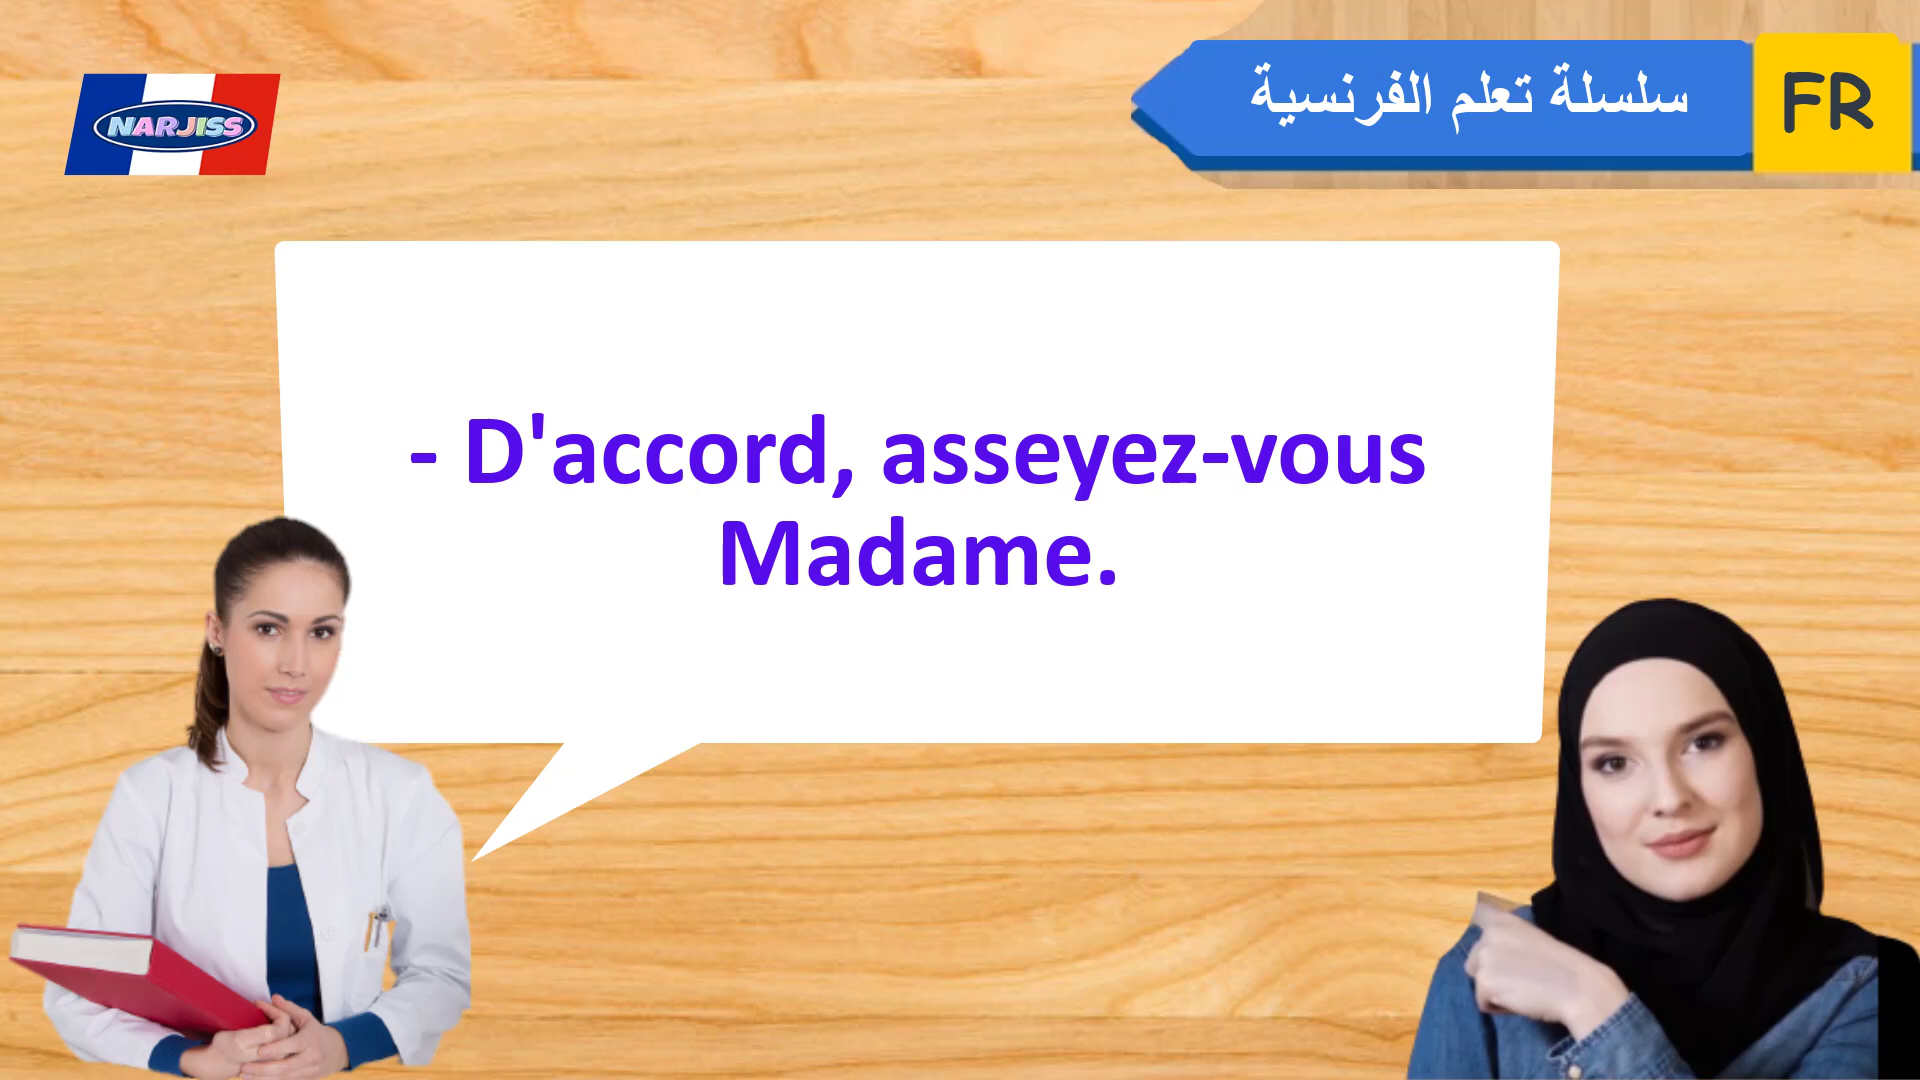 NARJISS
سلسلة تعلم الفرنسية
FR
- D'accord, asseyez-vous
Madame.